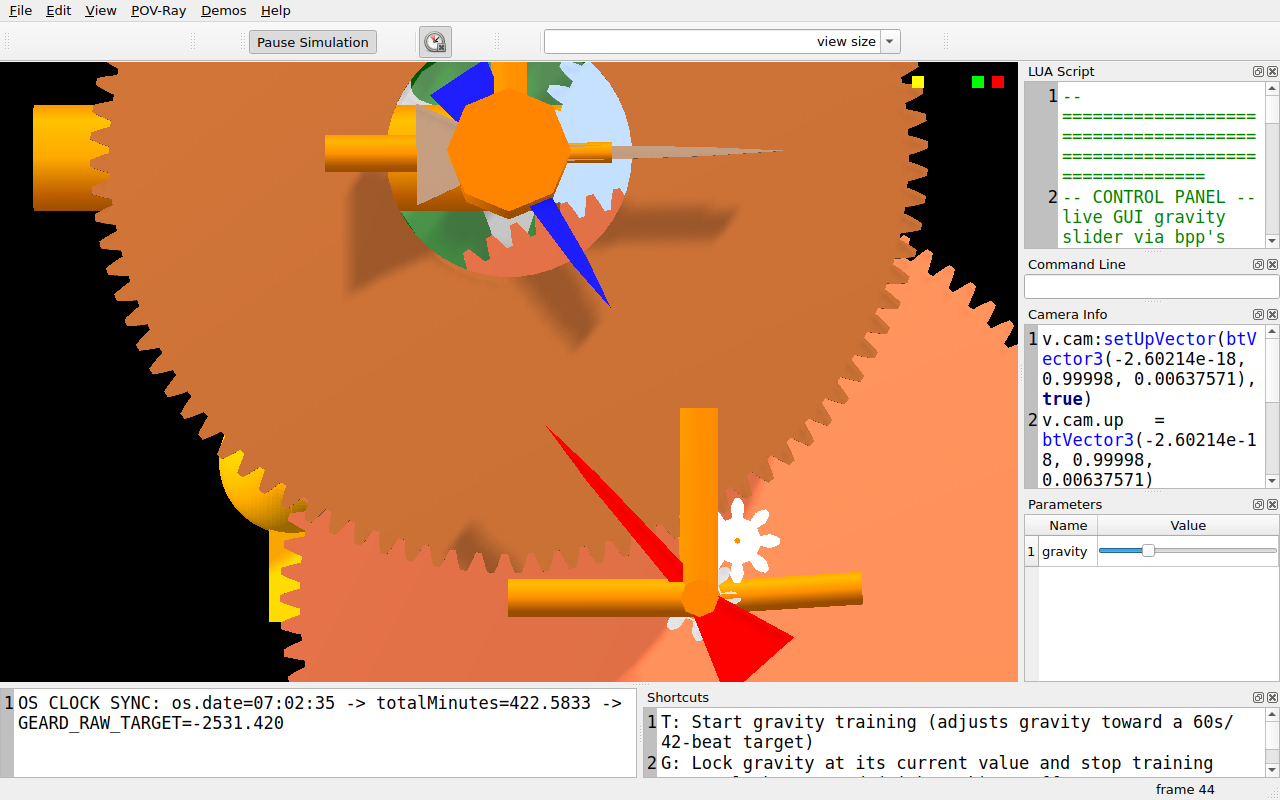 File Edit View POV-Ray Demos Help
Pause Simulation
view size
LUA Script
1 --
===================
===================
===================
==============
2 -- CONTROL PANEL --
live GUI gravity
slider via bpp's
Command Line
Camera Info
1 v.cam:setUpVector(btV
ector3(-2.60214e-18,
0.99998, 0.00637571),
true)
2 v.cam.up   =
btVector3(-2.60214e-1
8, 0.99998,
0.00637571)
Parameters
Name Value
1 gravity
1 OS CLOCK SYNC: os.date=07:02:35 -> totalMinutes=422.5833 ->
GEARD_RAW_TARGET=-2531.420
Shortcuts
1 T: Start gravity training (adjusts gravity toward a 60s/
42-beat target)
2 G: Lock gravity at its current value and stop training
frame 44